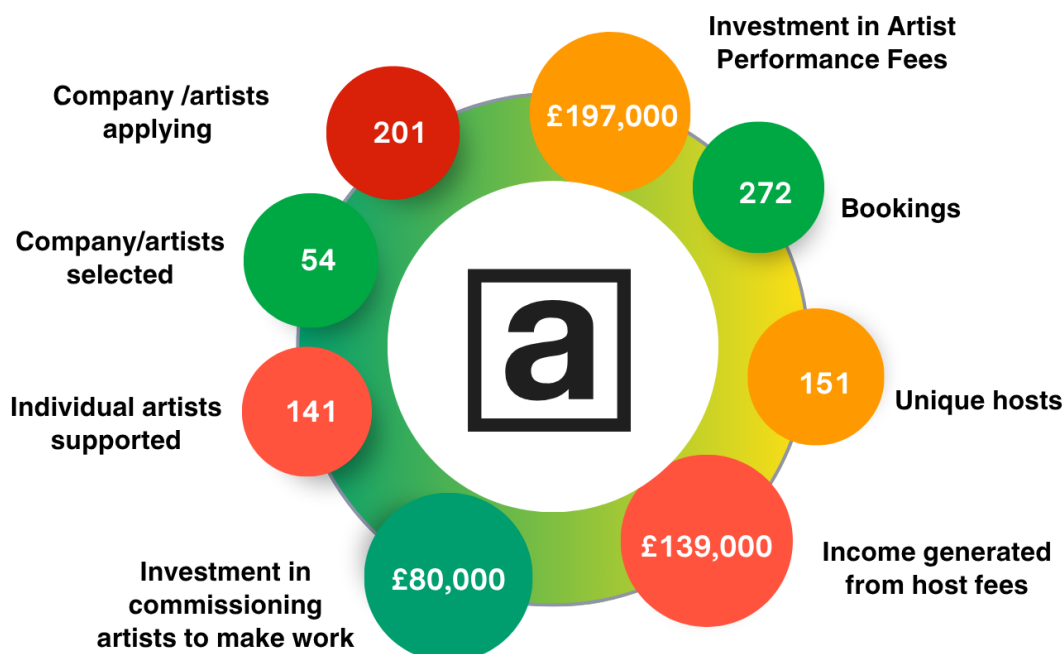 Investment in Artist
Performance Fees
£197,000
Company /artists
applying
201
272
Bookings
Company/artists
selected
54
151
Unique hosts
Individual artists
supported
141
a
£139,000
Income generated
from host fees
Investment in
commissioning
artists to make work
£80,000